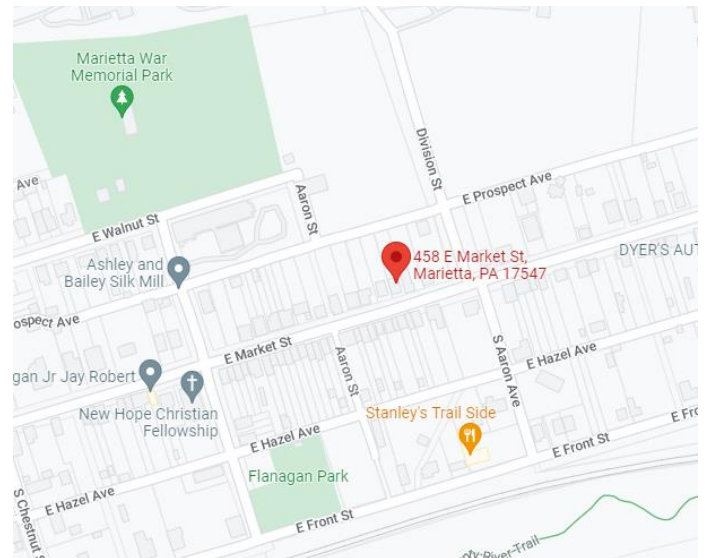 Marietta War
Memorial Park
Division St
Ave
E Prospect Ave
Aaron St
E Walnut St
458 E Market St,
Marietta, PA 17547
DYER'S AUT
Ashley and
Bailey Silk Mill
ospect Ave
E Market St
S Aaron Ave
E Hazel Ave
Aaron St
gan Jr Jay Robert
New Hope Christian
Fellowship
Stanley's Trail Side
E Hazel Ave
E Fro
E Front St
Flanagan Park
E Hazel Ave
S Chestnut S
E Front St
dy-River-Trail